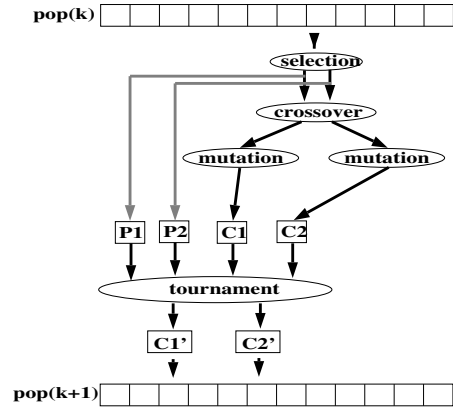 pop(k)
selection
crossover
mutation
mutation
P1
P2
C1
C2
tournament
C1'
C2'
pop(k+1)